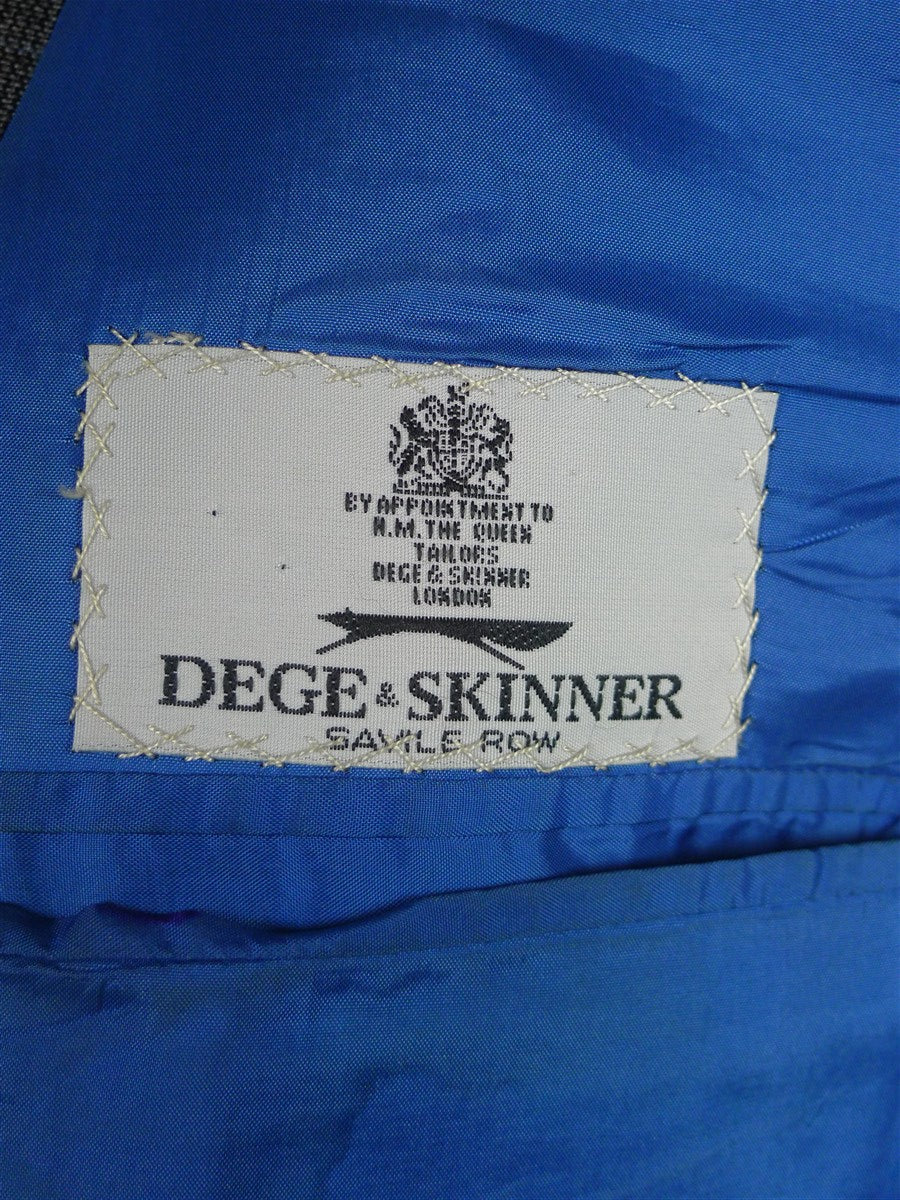 BY APPOINTMENT TO
H.M. THE QUEEN
TAILORS
DEGE & SKINNER
LONDON
DEGE & SKINNER
SAVILE ROW